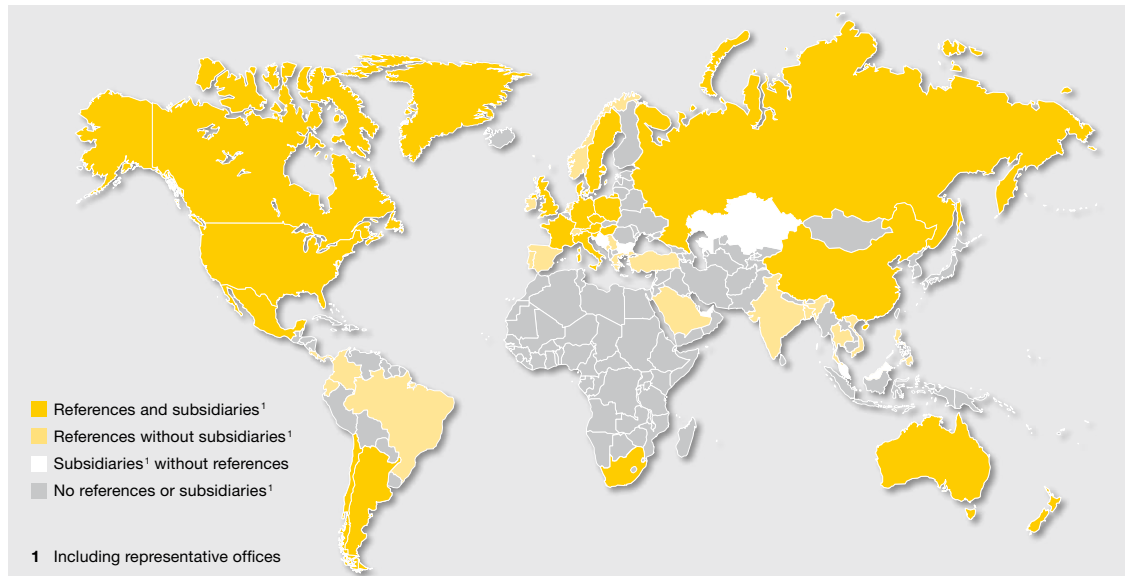 References and subsidiaries¹
References without subsidiaries¹
Subsidiaries¹ without references
No references or subsidiaries¹
1 Including representative offices